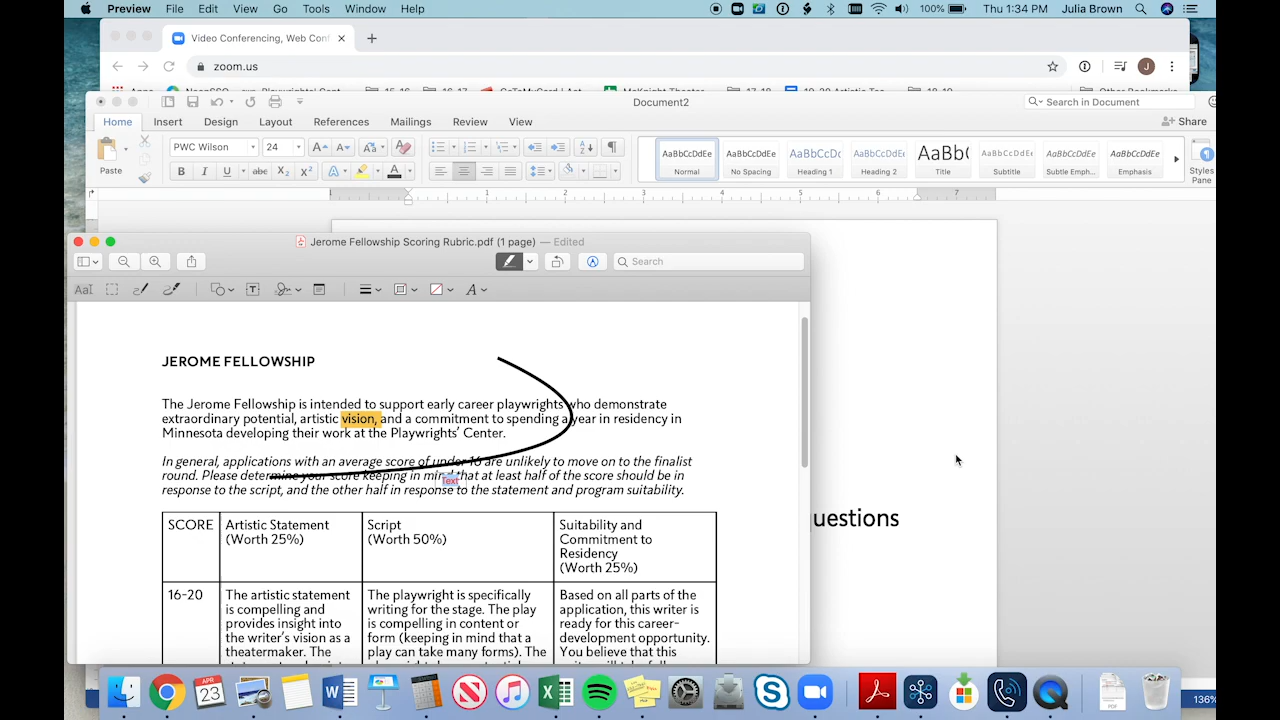 Preview File Edit View Go Tools Window Help 100% Thu 1:34 PM Julia Brown
Video Conferencing, Web Conf
zoom.us
Document2
Search in Document
Home Insert Design Layout References Mailings Review View Share
PWC Wilson 24
Paste
AaBbCcDdEe AaBbCcDdEe AaBbCcDc AaBbCcDdEe AaBbC AaBbCcDdEe AaBbCcDdEe AaBbCcDdEe
Normal No Spacing Heading 1 Heading 2 Title Subtitle Subtle Emph... Emphasis Styles Pane
1 2 3 4 5 6 7
Jerome Fellowship Scoring Rubric.pdf (1 page) — Edited
Search
JEROME FELLOWSHIP
The Jerome Fellowship is intended to support early career playwrights who demonstrate
extraordinary potential, artistic vision, and a commitment to spending a year in residency in
Minnesota developing their work at the Playwrights' Center.
In general, applications with an average score of under 16 are unlikely to move on to the finalist
round. Please determine your score keeping in mind that at least half of the score should be in
Text
response to the script, and the other half in response to the statement and program suitability.
SCORE
Artistic Statement
(Worth 25%)
Script
(Worth 50%)
Suitability and
Commitment to
Residency
(Worth 25%)
16-20
The artistic statement
is compelling and
provides insight into
the writer's vision as a
theatermaker. The
The playwright is specifically
writing for the stage. The play
is compelling in content or
form (keeping in mind that a
play can take many forms). The
Based on all parts of the
application, this writer is
ready for this career-
development opportunity.
You believe that this
uestions
APR
23
136%